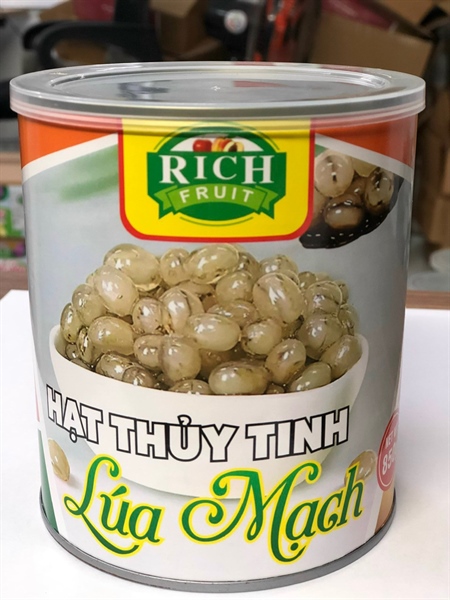 RICH
FRUIT
HẠT THỦY TINH
Lúa Mạch